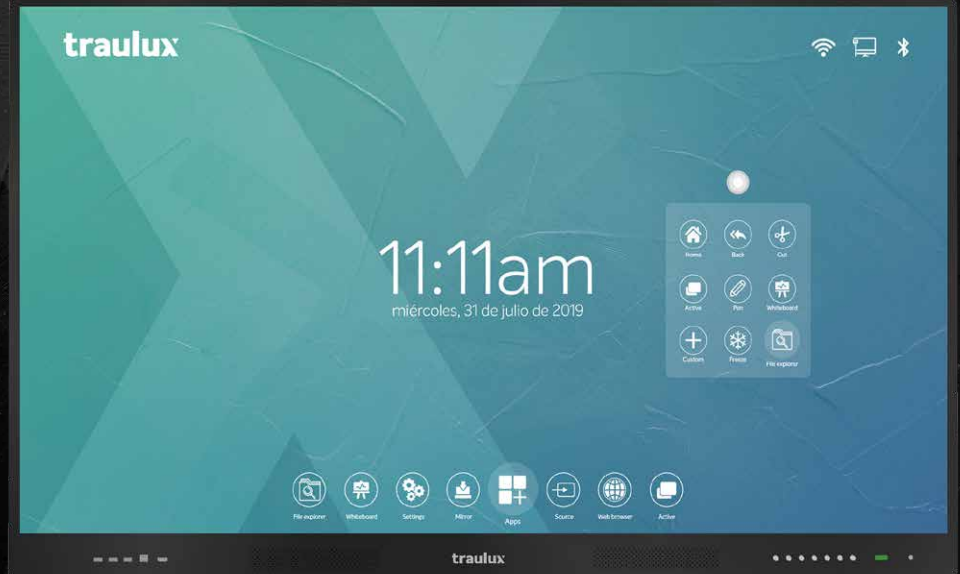 traulux
11:11am
miércoles, 31 de julio de 2019
Home Back Cut
Active Pen Whiteboard
Custom Freeze File explorer
File explorer Whiteboard Settings Mirror Apps Source Web browser Active
traulux